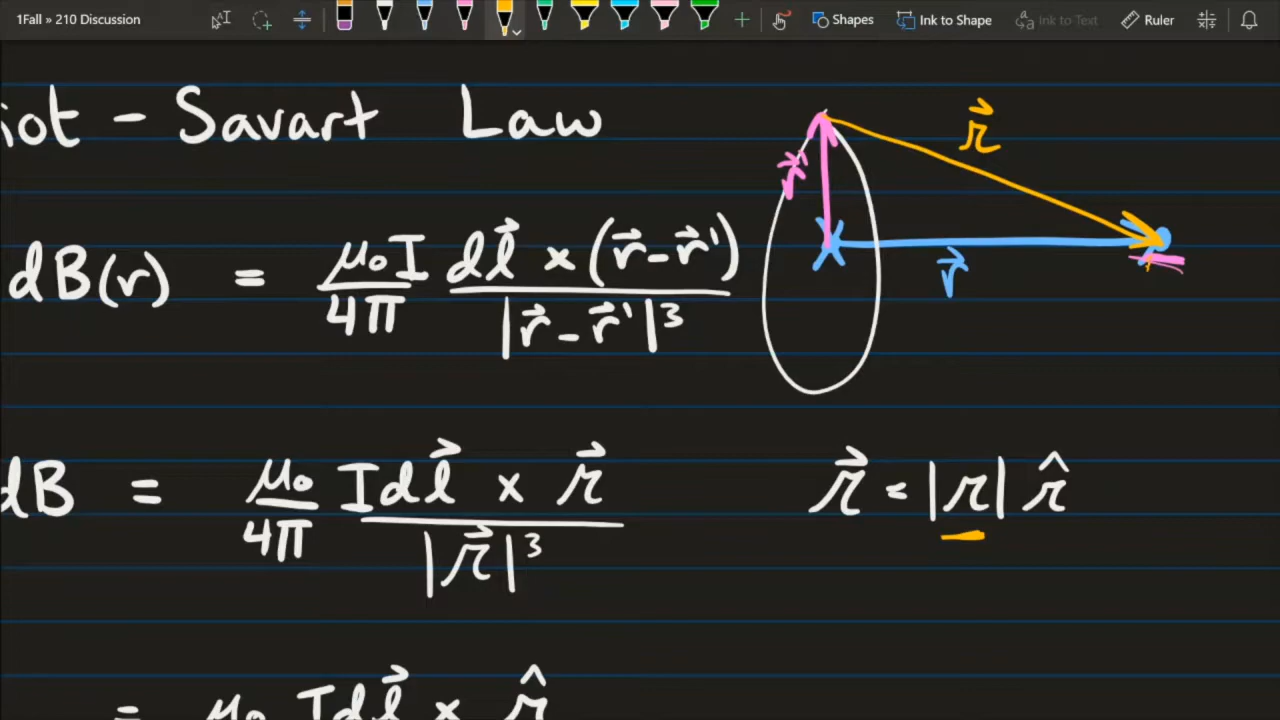 1Fall » 210 Discussion
Shapes
Ink to Shape
Ink to Text
Ruler
iot - Savart Law
dB(r) = μ₀I/4π dl⃗ × (r⃗ - r⃗')/|r⃗ - r⃗'|³
r⃗'
𝓇⃗
r⃗
dB = μ₀/4π Idl⃗ × 𝓇⃗/|𝓇⃗|³
𝓇⃗ = |𝓇| 𝓇̂
= μ₀ Idl⃗ × 𝓇̂